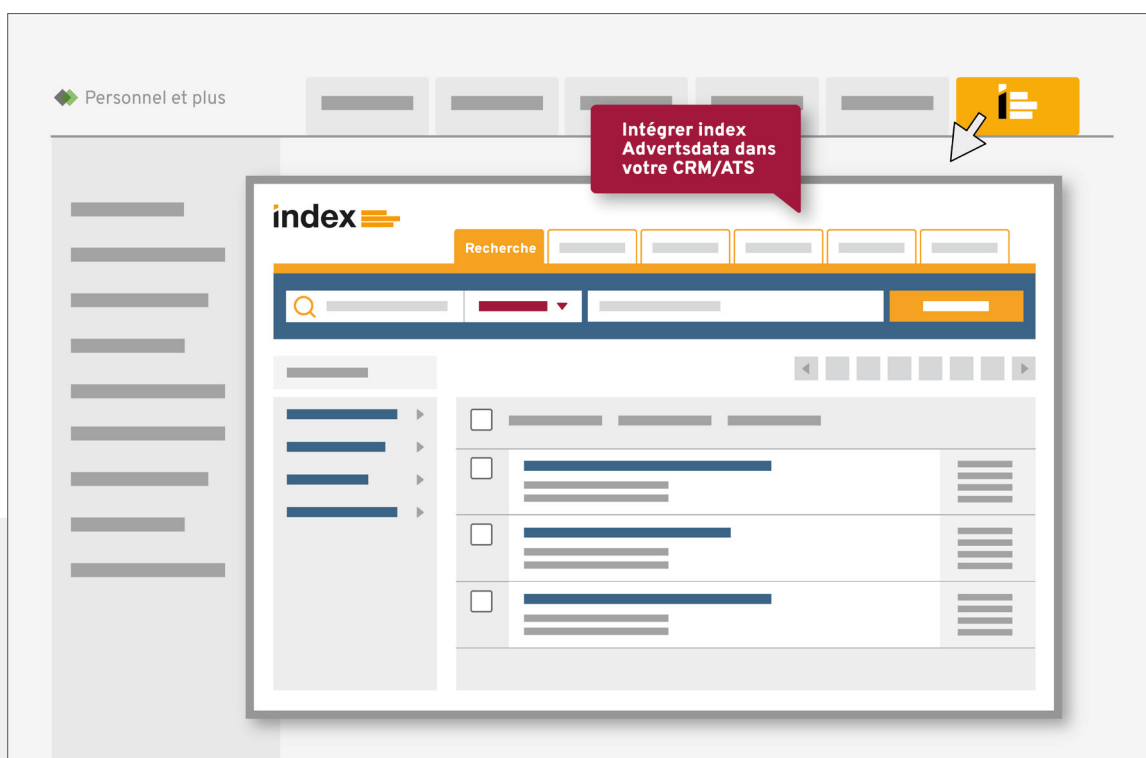 Personnel et plus
Intégrer index
Advertsdata dans
votre CRM/ATS
index
Recherche